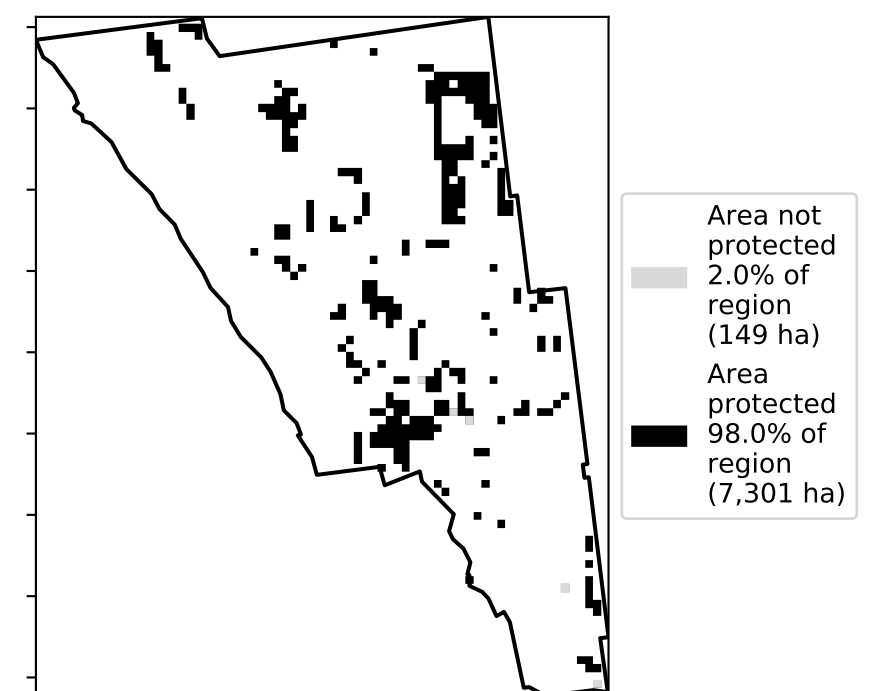 Area not
protected
2.0% of
region
(149 ha)
Area
protected
98.0% of
region
(7,301 ha)